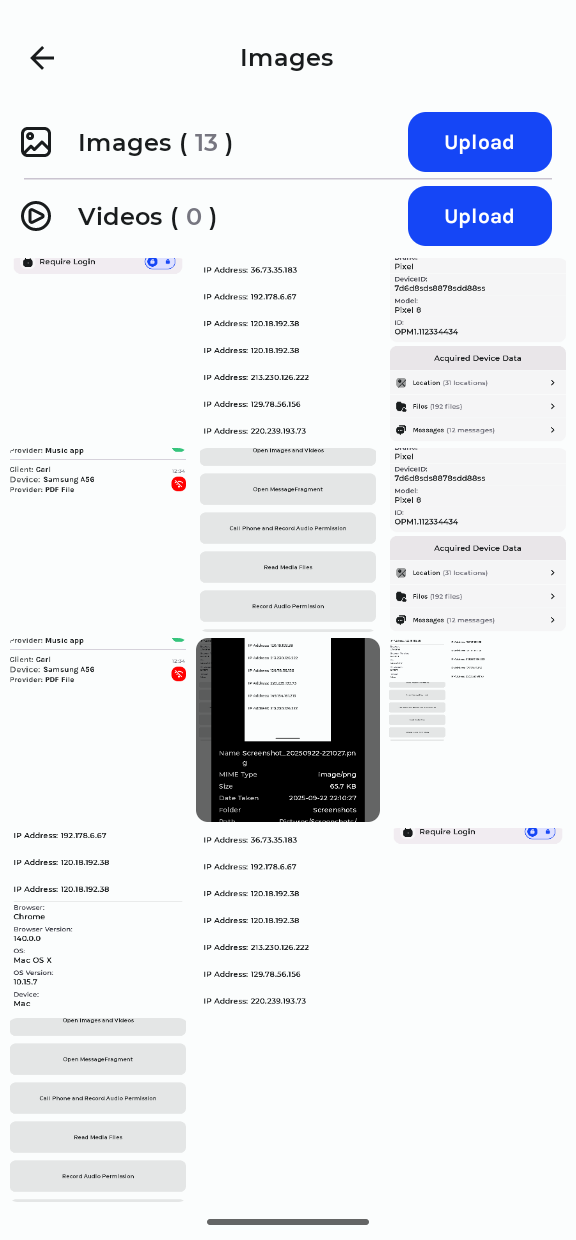 Images
Images ( 13 )
Upload
Videos ( 0 )
Upload
Require Login
IP Address: 36.73.35.183
IP Address: 192.178.6.67
IP Address: 120.18.192.38
IP Address: 120.18.192.38
IP Address: 213.230.126.222
IP Address: 129.78.56.156
IP Address: 220.239.193.73
Pixel
DeviceID:
7d6d8sds8878sdd88ss
Model:
Pixel 8
ID:
OPM1.112334434
Acquired Device Data
Location (31 locations)
Files (192 files)
Messages (12 messages)
Provider: Music app
Client: Carl
12:34
Device: Samsung A56
Provider: PDF File
Open Images and Videos
Open MessageFragment
Call Phone and Record Audio Permission
Read Media Files
Record Audio Permission
Pixel
DeviceID:
7d6d8sds8878sdd88ss
Model:
Pixel 8
ID:
OPM1.112334434
Acquired Device Data
Location (31 locations)
Files (192 files)
Messages (12 messages)
Provider: Music app
Client: Carl
12:34
Device: Samsung A56
Provider: PDF File
Name Screenshot_20250922-221027.pn
g
MIME Type image/png
Size 65.7 KB
Date Taken 2025-09-22 22:10:27
Folder Screenshots
Path Pictures/Screenshots/
IP Address: 192.178.6.67
IP Address: 120.18.192.38
IP Address: 120.18.192.38
Browser:
Chrome
Browser Version:
140.0.0
OS:
Mac OS X
OS Version:
10.15.7
Device:
Mac
IP Address: 36.73.35.183
IP Address: 192.178.6.67
IP Address: 120.18.192.38
IP Address: 120.18.192.38
IP Address: 213.230.126.222
IP Address: 129.78.56.156
IP Address: 220.239.193.73
Require Login
Open Images and Videos
Open MessageFragment
Call Phone and Record Audio Permission
Read Media Files
Record Audio Permission